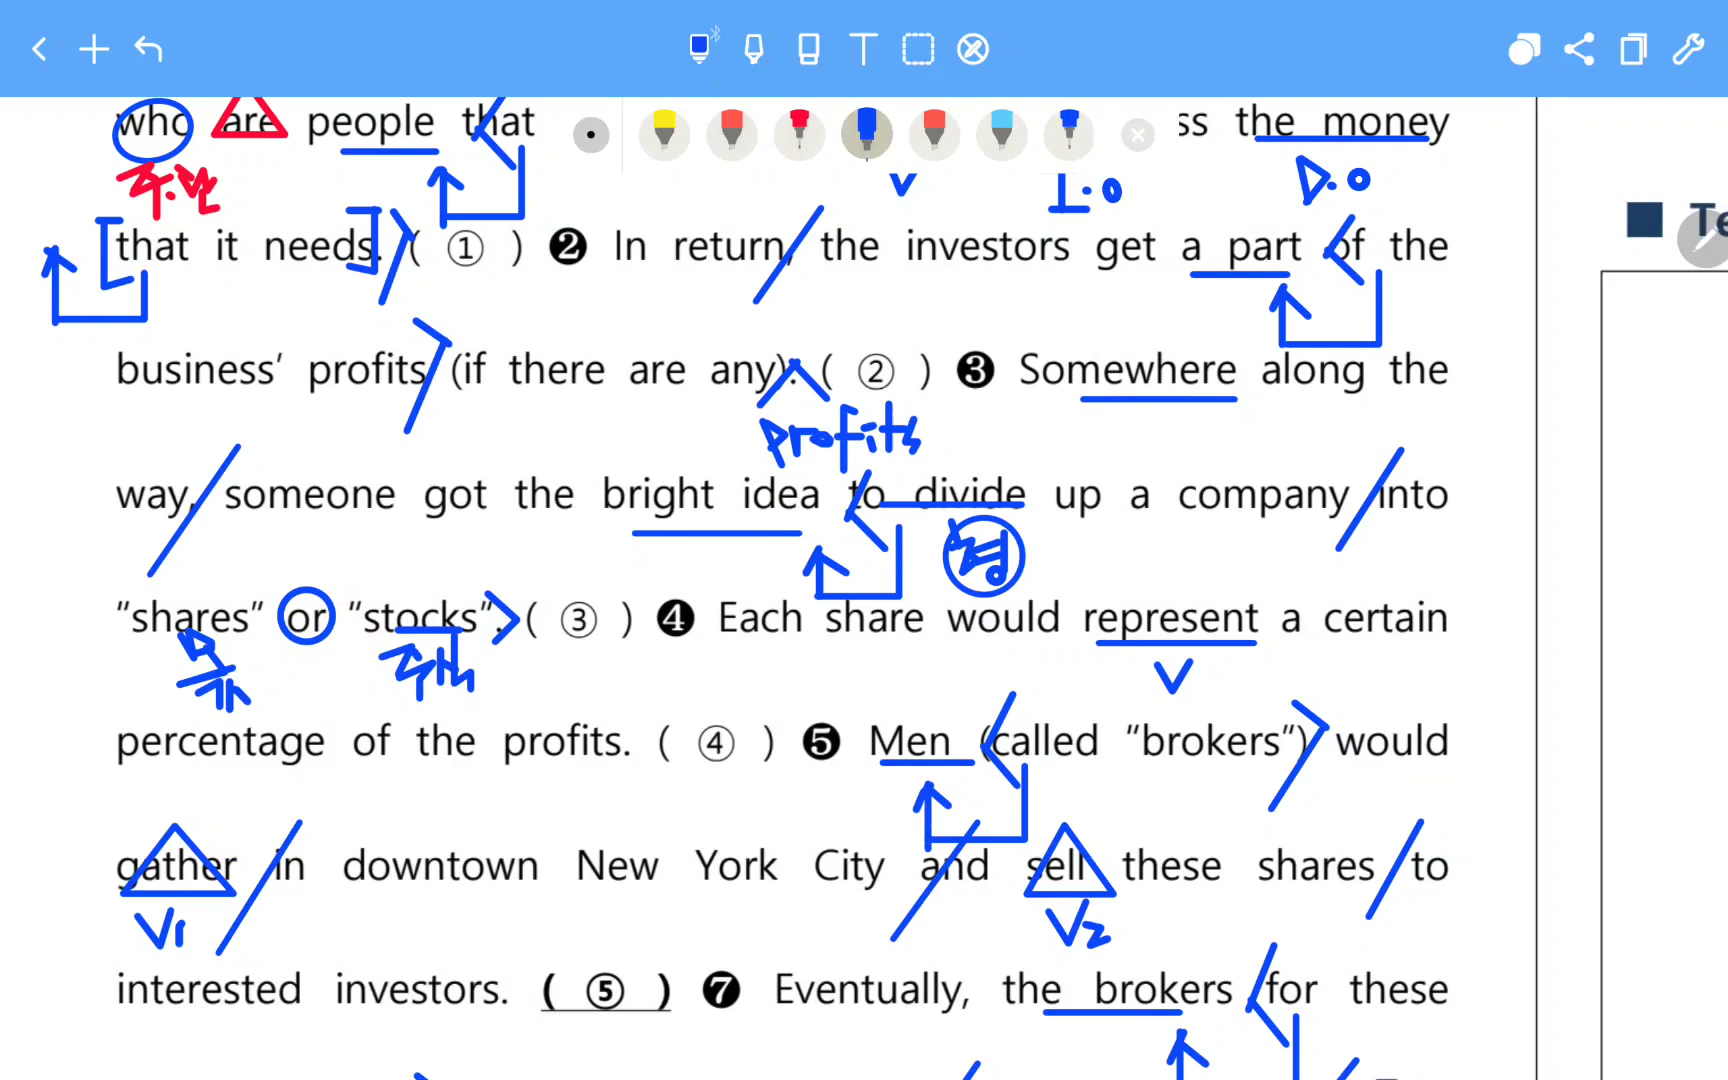 who are people that ss the money
주.관 V I.O D.O
that it needs. ( ① ) ❷ In return, the investors get a part of the
business’ profits (if there are any). ( ② ) ❸ Somewhere along the
profits
way, someone got the bright idea to divide up a company into
형
“shares” or “stocks”. ( ③ ) ❹ Each share would represent a certain
V
percentage of the profits. ( ④ ) ❺ Men (called “brokers”) would
gather in downtown New York City and sell these shares to
V1 V2
interested investors. ( ⑤ ) ❼ Eventually, the brokers for these
T
Te